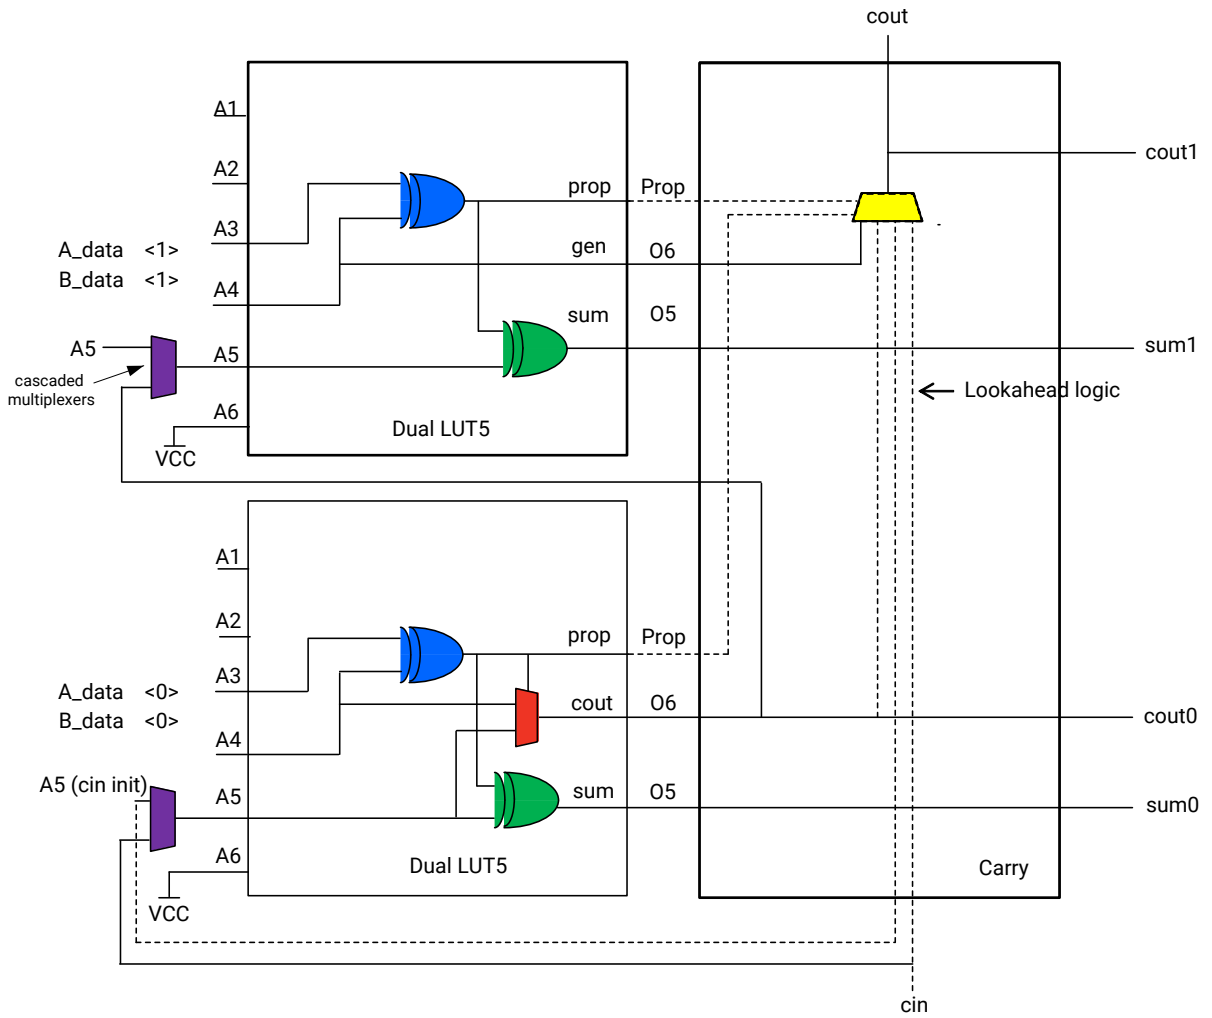 cout
A1
cout1
A2
prop
Prop
A3
A_data <1>
gen
O6
B_data <1>
A4
sum
O5
A5
A5
sum1
cascaded
multiplexers
Lookahead logic
A6
Dual LUT5
VCC
A1
A2
prop
Prop
A3
A_data <0>
cout
O6
cout0
B_data <0>
A4
A5 (cin init)
A5
sum
O5
sum0
A6
Dual LUT5
Carry
VCC
cin